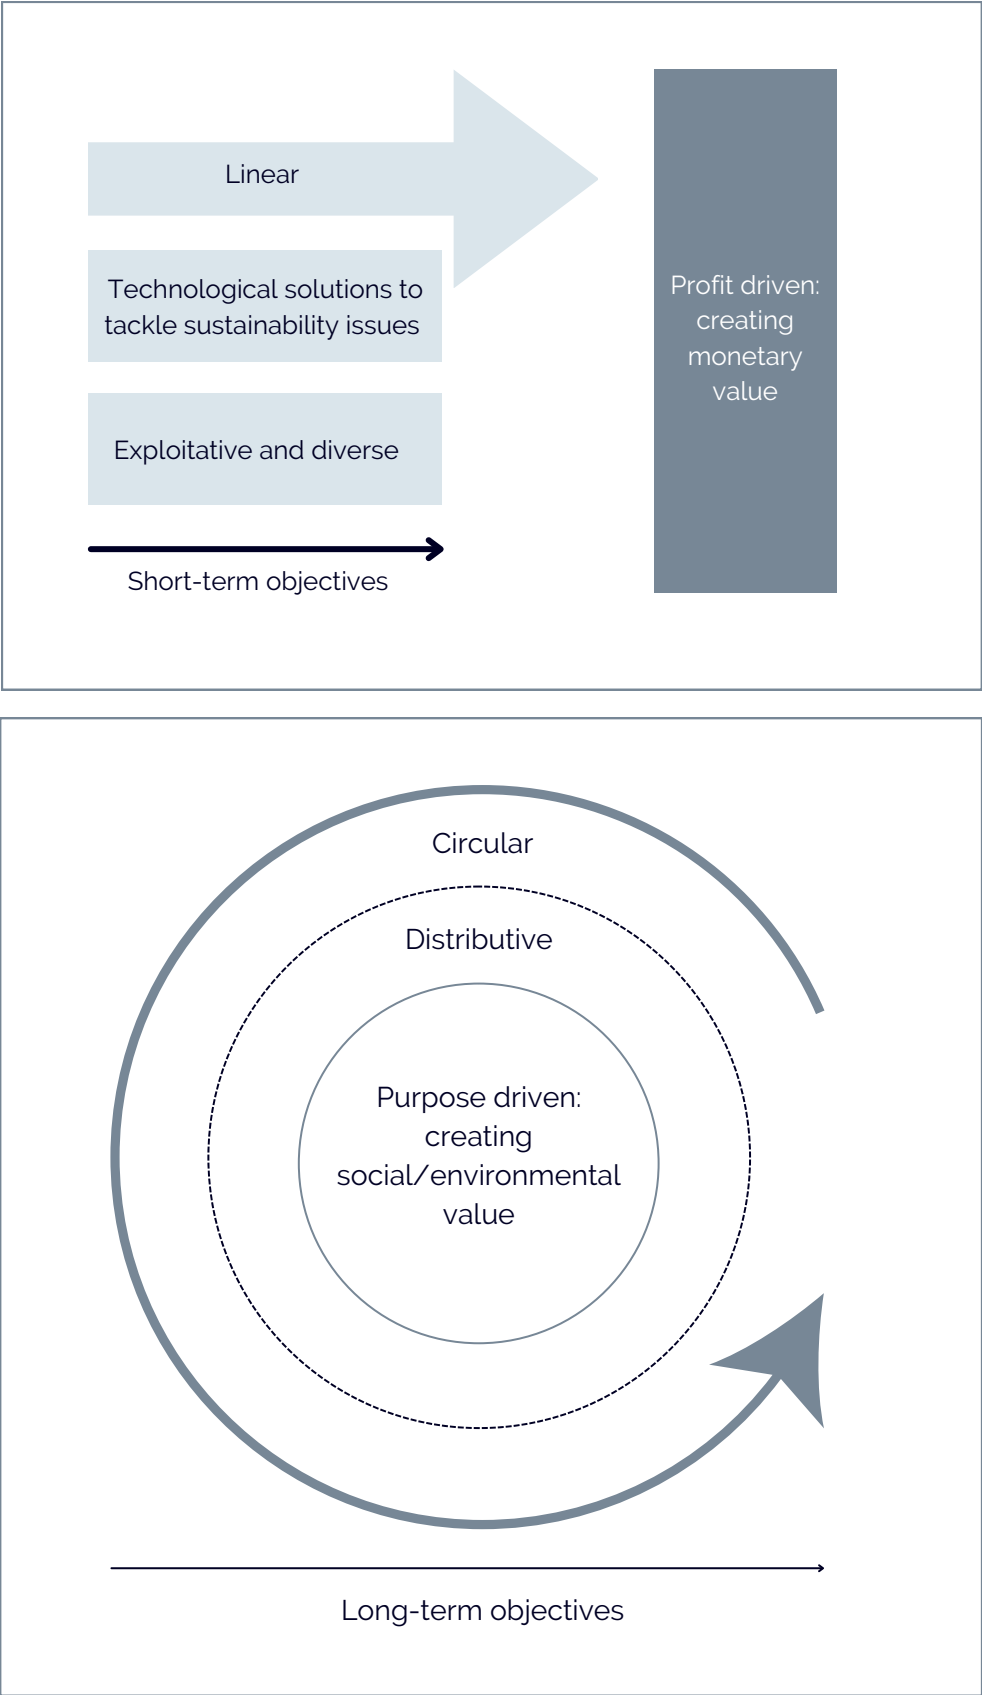 Linear
Technological solutions to
tackle sustainability issues
Exploitative and diverse
Short-term objectives
Profit driven:
creating
monetary
value
Circular
Distributive
Purpose driven:
creating
social/environmental
value
Long-term objectives